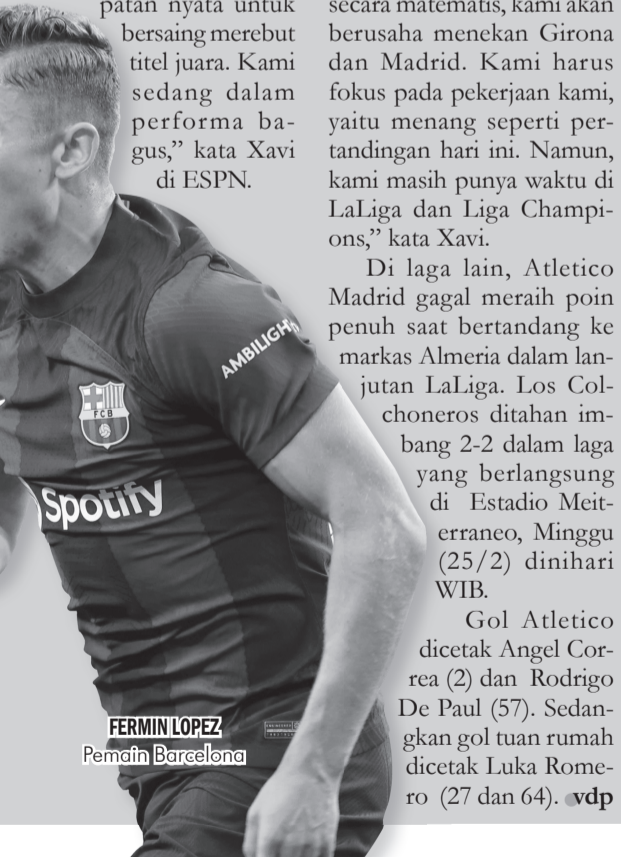 patan nyata untuk
bersaing merebut
titel juara. Kami
sedang dalam
performa ba-
gus,” kata Xavi
di ESPN.
secara matematis, kami akan
berusaha menekan Girona
dan Madrid. Kami harus
fokus pada pekerjaan kami,
yaitu menang seperti per-
tandingan hari ini. Namun,
kami masih punya waktu di
LaLiga dan Liga Champi-
ons,” kata Xavi.
Di laga lain, Atletico
Madrid gagal meraih poin
penuh saat bertandang ke
markas Almeria dalam lan-
jutan LaLiga. Los Col-
choneros ditahan im-
bang 2-2 dalam laga
yang berlangsung
di Estadio Meit-
erraneo, Minggu
(25/2) dinihari
WIB.
Gol Atletico
dicetak Angel Cor-
rea (2) dan Rodrigo
De Paul (57). Sedan-
gkan gol tuan rumah
dicetak Luka Rome-
ro (27 dan 64). vdp
AMBILIGHT
FCB
Spotify
FERMIN LOPEZ
Pemain Barcelona